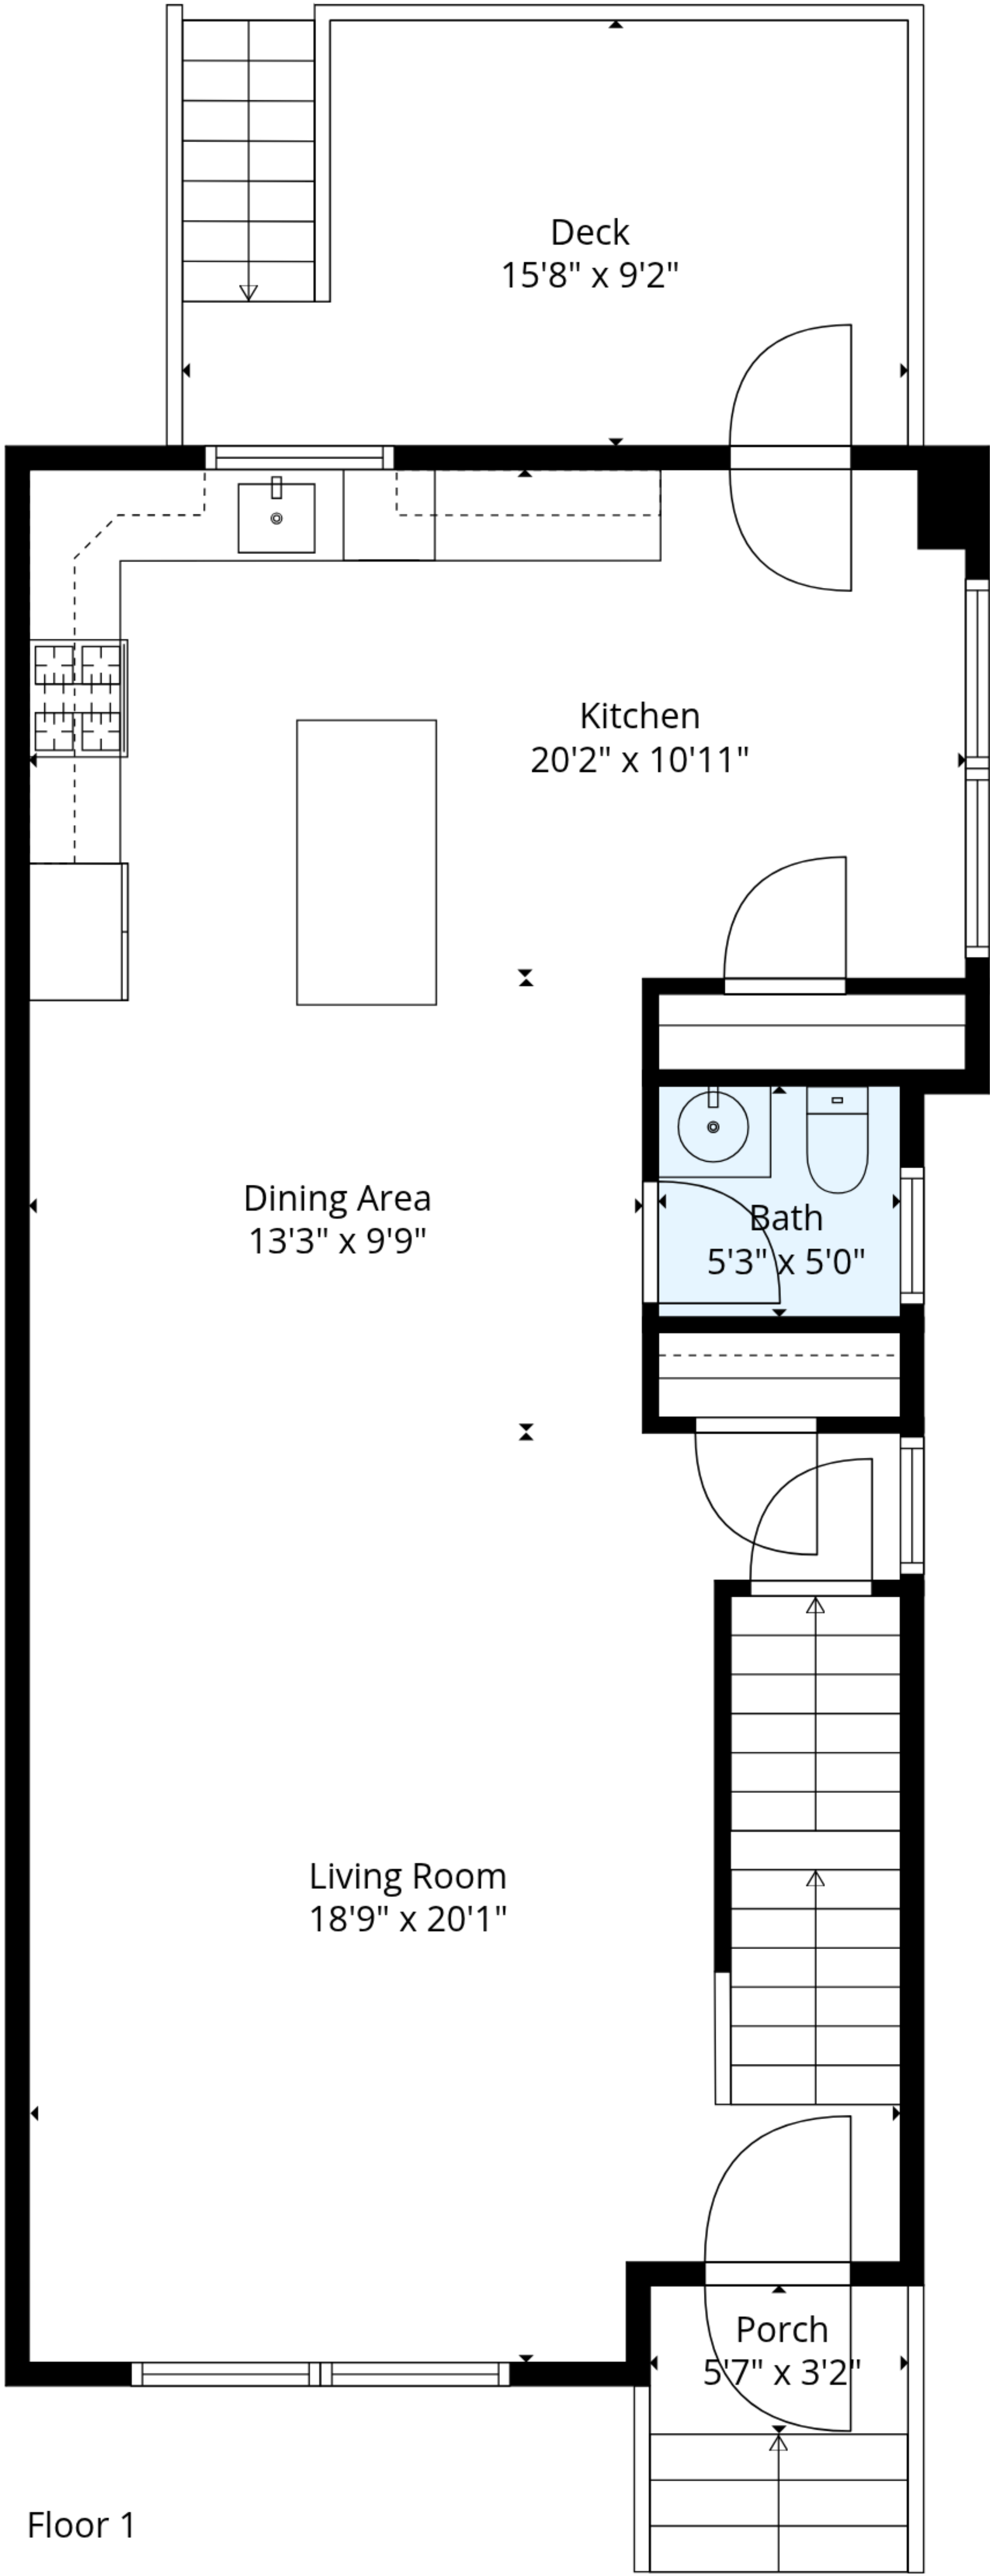 Deck
15'8" x 9'2"
Kitchen
20'2" x 10'11"
Dining Area
13'3" x 9'9"
Bath
5'3" x 5'0"
Living Room
18'9" x 20'1"
Porch
5'7" x 3'2"
Floor 1